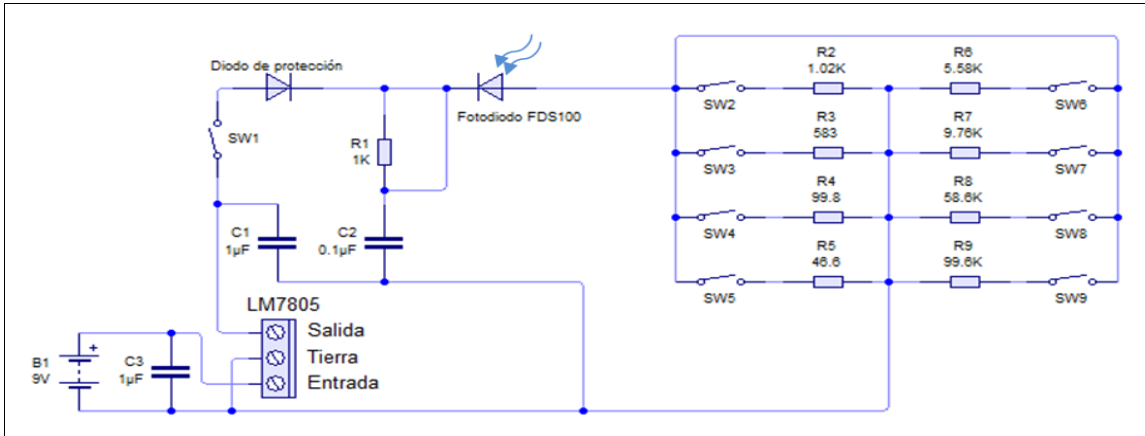 Diodo de protección
SW1
R1
1K
Fotodiodo FDS100
C1
1µF
C2
0.1µF
LM7805
Salida
Tierra
Entrada
B1
9V
+
C3
1µF
R2
1.02K
R6
5.58K
SW2
SW6
R3
583
R7
9.76K
SW3
SW7
R4
99.8
R8
58.6K
SW4
SW8
R5
46.6
R9
99.6K
SW5
SW9